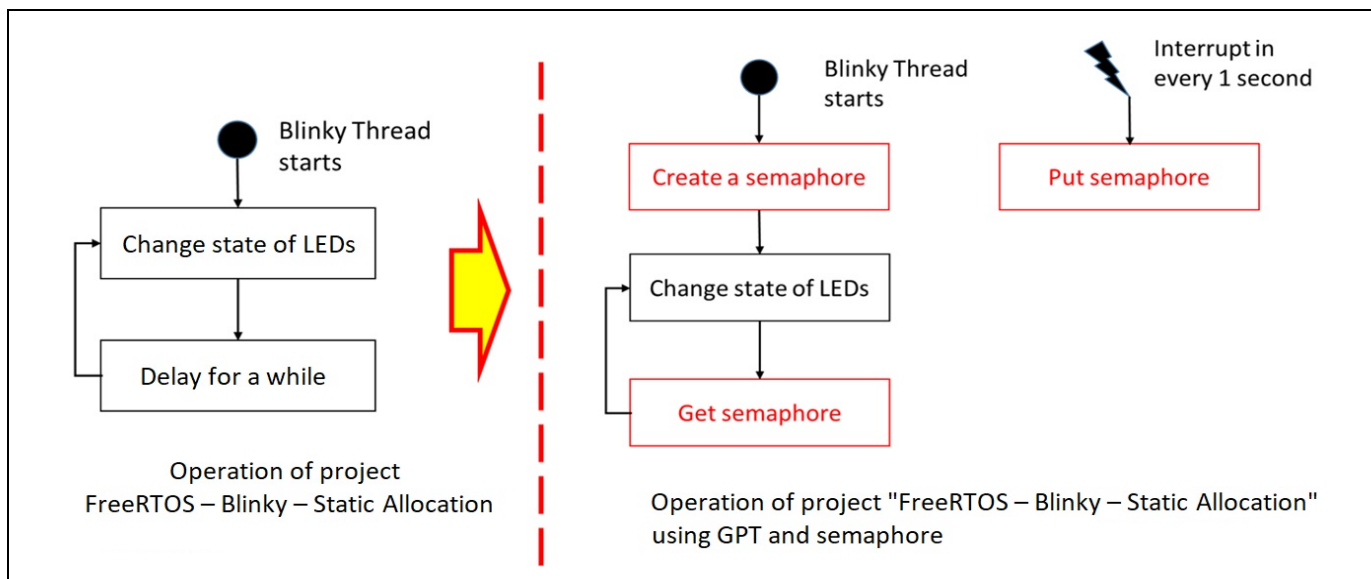 Blinky Thread
starts
Change state of LEDs
Delay for a while
Operation of project
FreeRTOS – Blinky – Static Allocation
Blinky Thread
starts
Interrupt in
every 1 second
Create a semaphore
Put semaphore
Change state of LEDs
Get semaphore
Operation of project "FreeRTOS – Blinky – Static Allocation"
using GPT and semaphore